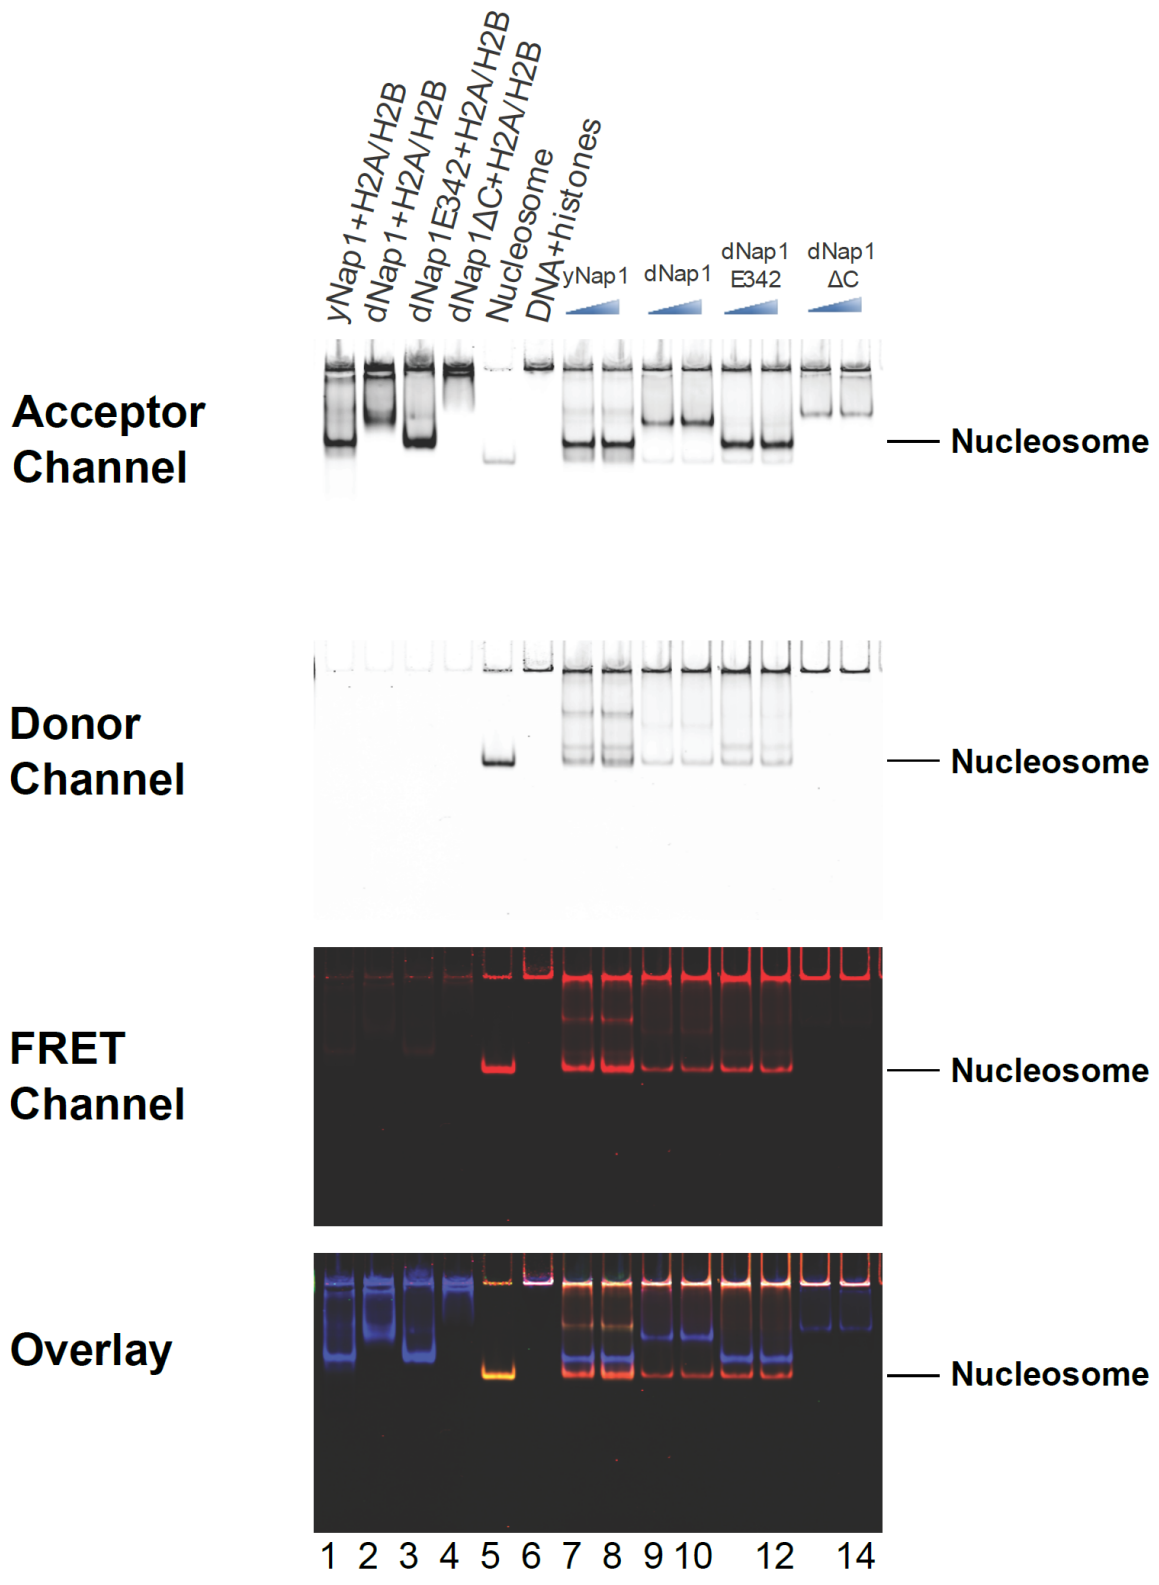 yNap1+H2A/H2B
dNap1+H2A/H2B
dNap1E342+H2A/H2B
dNap1ΔC+H2A/H2B
Nucleosome
DNA+histones
yNap1
dNap1
dNap1
E342
dNap1
ΔC
Acceptor
Channel
Nucleosome
Donor
Channel
Nucleosome
FRET
Channel
Nucleosome
Overlay
Nucleosome
1 2 3 4 5 6 7 8 9 10 12 14